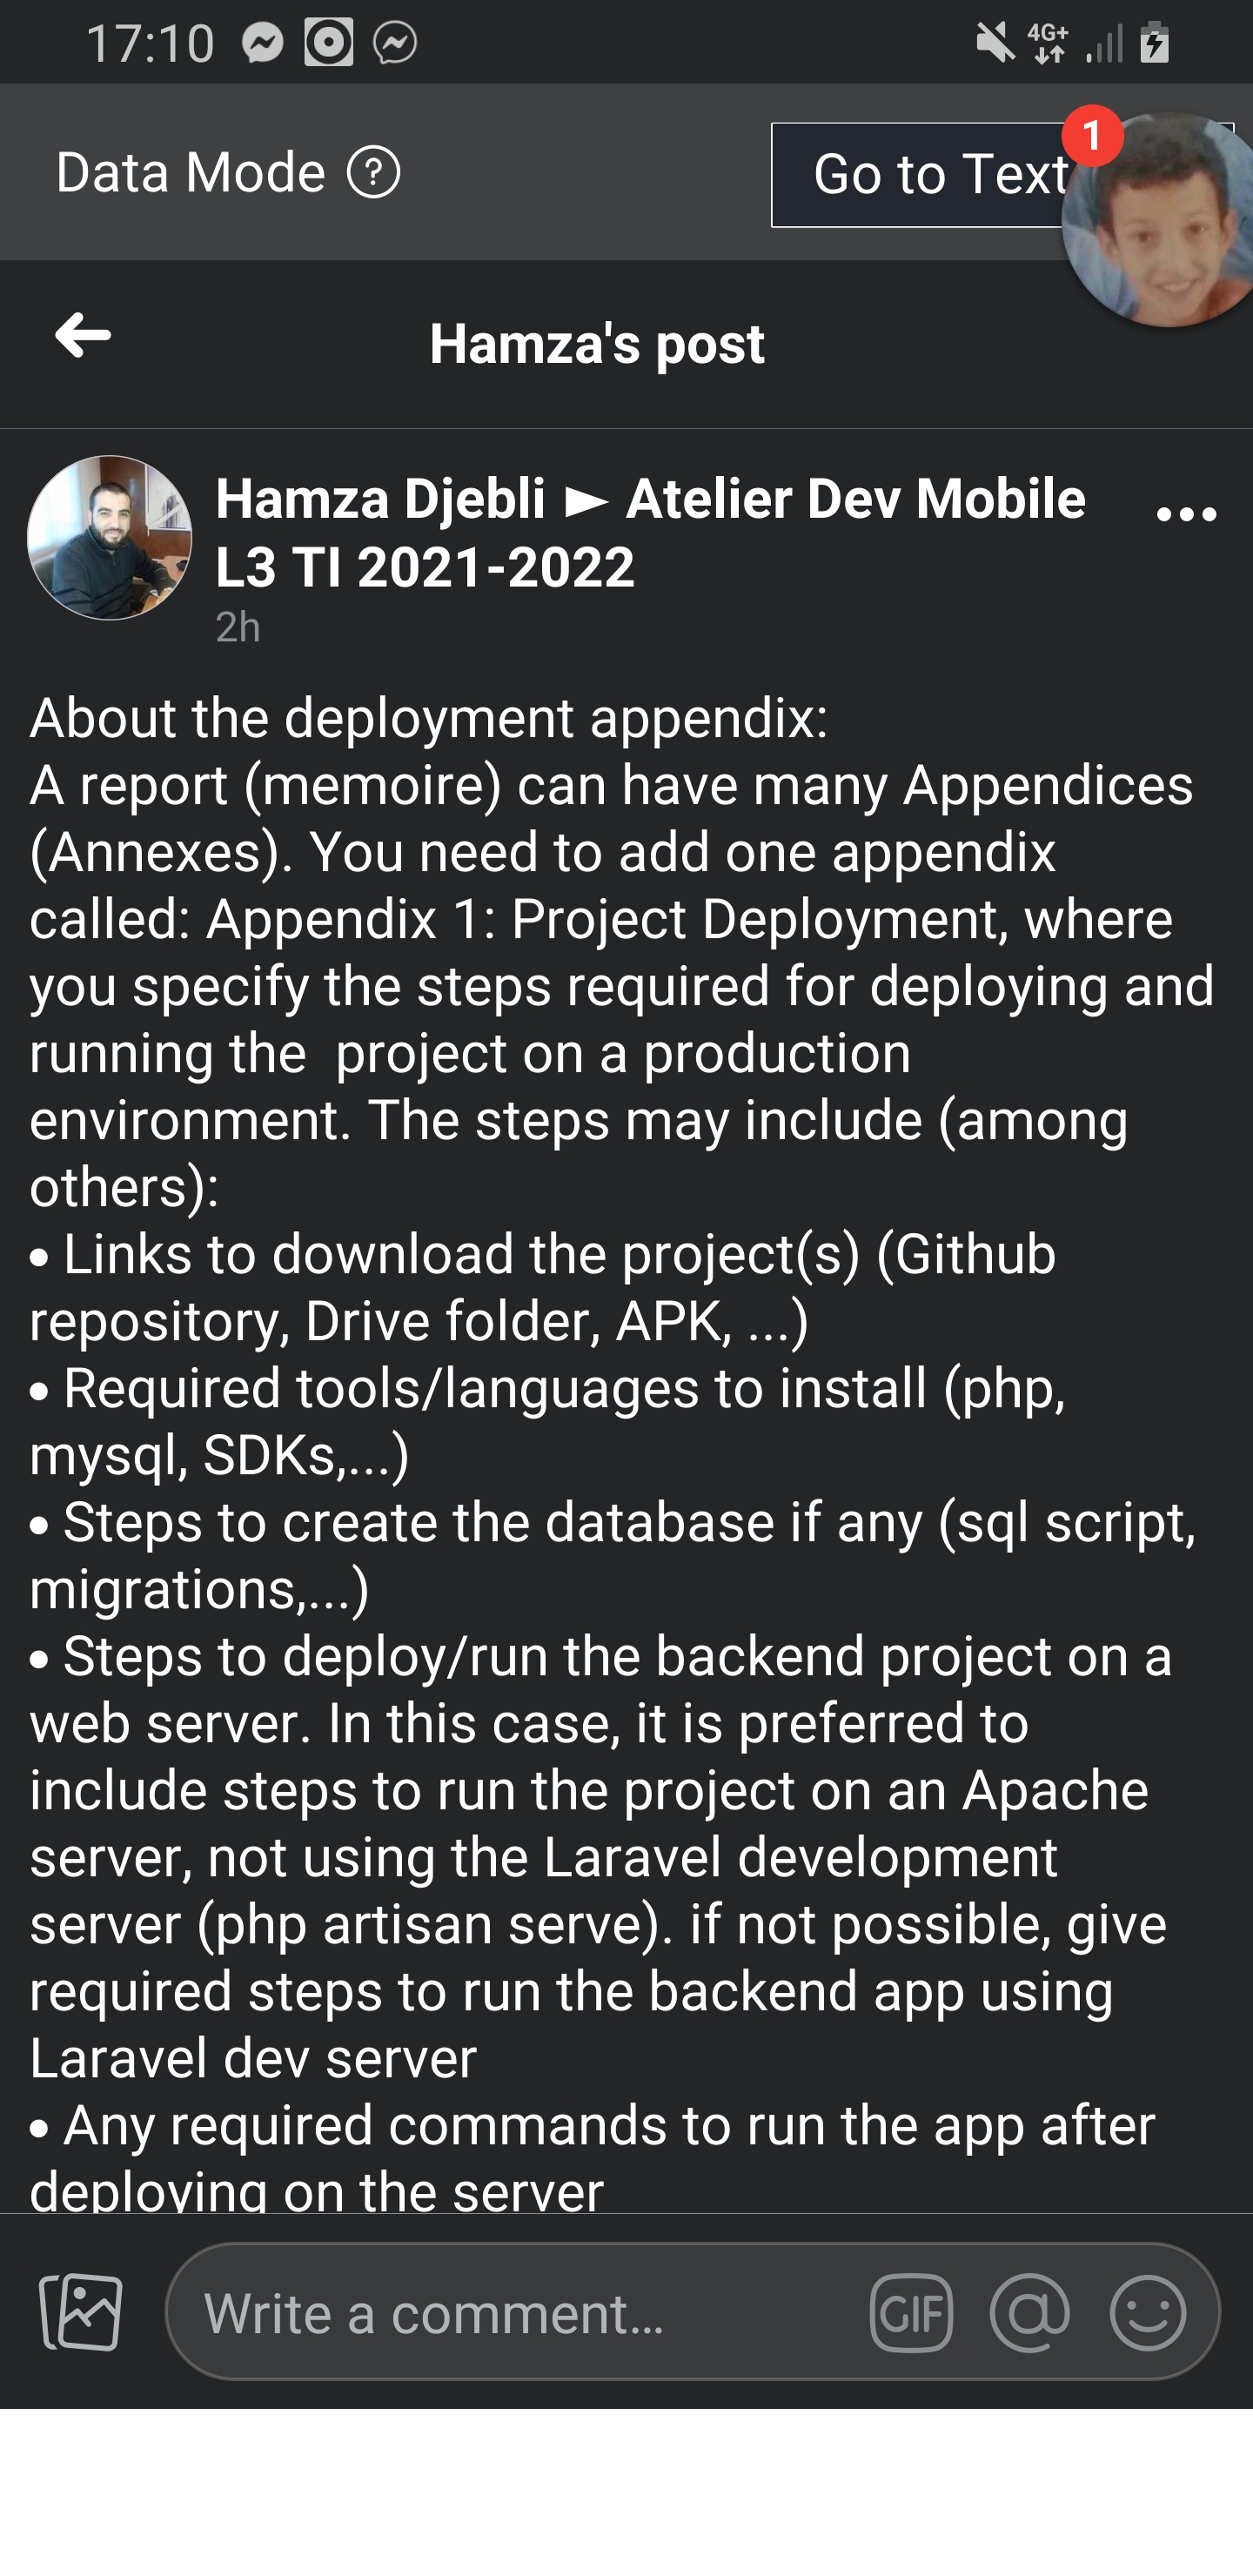 17:10
4G+
Data Mode ?
Go to Text
1
Hamza's post
Hamza Djebli ► Atelier Dev Mobile
L3 TI 2021-2022
2h
About the deployment appendix:
A report (memoire) can have many Appendices
(Annexes). You need to add one appendix
called: Appendix 1: Project Deployment, where
you specify the steps required for deploying and
running the  project on a production
environment. The steps may include (among
others):
• Links to download the project(s) (Github
repository, Drive folder, APK, ...)
• Required tools/languages to install (php,
mysql, SDKs,...)
• Steps to create the database if any (sql script,
migrations,...)
• Steps to deploy/run the backend project on a
web server. In this case, it is preferred to
include steps to run the project on an Apache
server, not using the Laravel development
server (php artisan serve). if not possible, give
required steps to run the backend app using
Laravel dev server
• Any required commands to run the app after
deploying on the server
Write a comment...
GIF
@